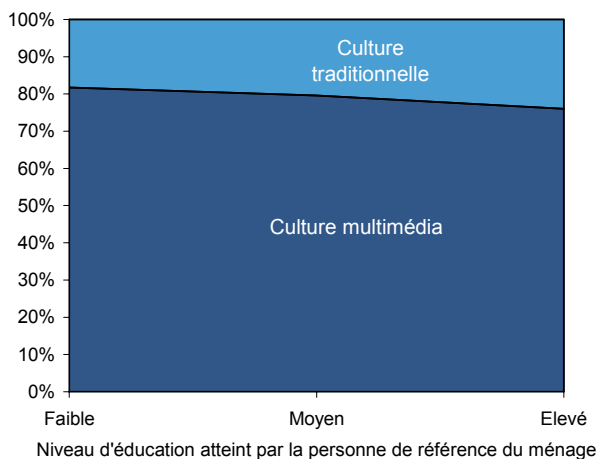 100%
90%
80%
70%
60%
50%
40%
30%
20%
10%
0%
Culture
traditionnelle
Culture multimédia
Faible Moyen Elevé
Niveau d'éducation atteint par la personne de référence du ménage